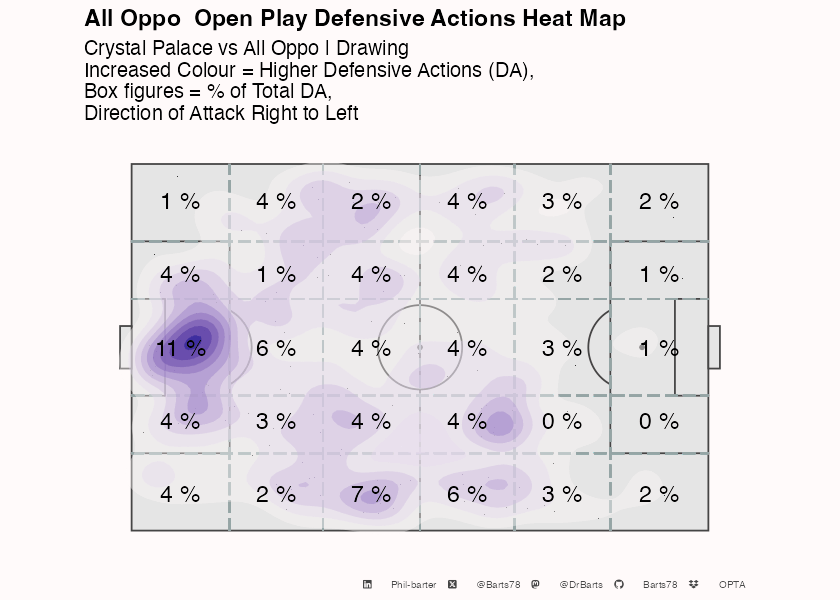 All Oppo  Open Play Defensive Actions Heat Map
Crystal Palace vs All Oppo | Drawing
Increased Colour = Higher Defensive Actions (DA),
Box figures = % of Total DA,
Direction of Attack Right to Left
1 % 4 % 2 % 4 % 3 % 2 %
4 % 1 % 4 % 4 % 2 % 1 %
11 % 6 % 4 % 4 % 3 % 1 %
4 % 3 % 4 % 4 % 0 % 0 %
4 % 2 % 7 % 6 % 3 % 2 %
Phil-barter @Barts78 @DrBarts Barts78 OPTA